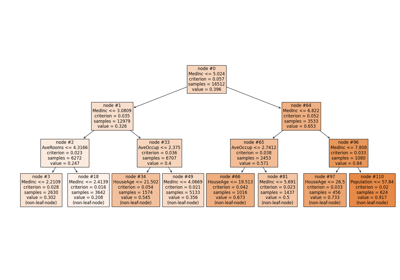 node #0
MedInc <= 5.024
criterion = 0.057
samples = 16512
value = 0.396
node #1
MedInc <= 3.0809
criterion = 0.035
samples = 12979
value = 0.326
node #64
MedInc <= 6.822
criterion = 0.052
samples = 3533
value = 0.653
node #2
AveRooms <= 4.3166
criterion = 0.023
samples = 6272
value = 0.247
node #33
AveOccup <= 2.375
criterion = 0.036
samples = 6707
value = 0.4
node #65
AveOccup <= 2.7412
criterion = 0.038
samples = 2453
value = 0.571
node #96
MedInc <= 7.808
criterion = 0.033
samples = 1080
value = 0.84
node #3
MedInc <= 2.2109
criterion = 0.028
samples = 2630
value = 0.302
(non-leaf-node)
node #18
MedInc <= 2.4139
criterion = 0.016
samples = 3642
value = 0.208
(non-leaf-node)
node #34
HouseAge <= 21.502
criterion = 0.054
samples = 1574
value = 0.545
(non-leaf-node)
node #49
MedInc <= 4.0669
criterion = 0.021
samples = 5133
value = 0.356
(non-leaf-node)
node #66
HouseAge <= 19.513
criterion = 0.042
samples = 1016
value = 0.673
(non-leaf-node)
node #81
MedInc <= 5.691
criterion = 0.023
samples = 1437
value = 0.5
(non-leaf-node)
node #97
HouseAge <= 26.5
criterion = 0.033
samples = 456
value = 0.733
(non-leaf-node)
node #110
Population <= 57.84
criterion = 0.02
samples = 624
value = 0.917
(non-leaf-node)